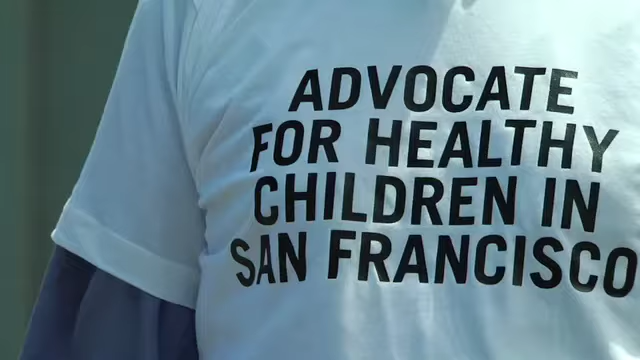 ADVOCATE
FOR HEALTHY
CHILDREN IN
SAN FRANCISCO